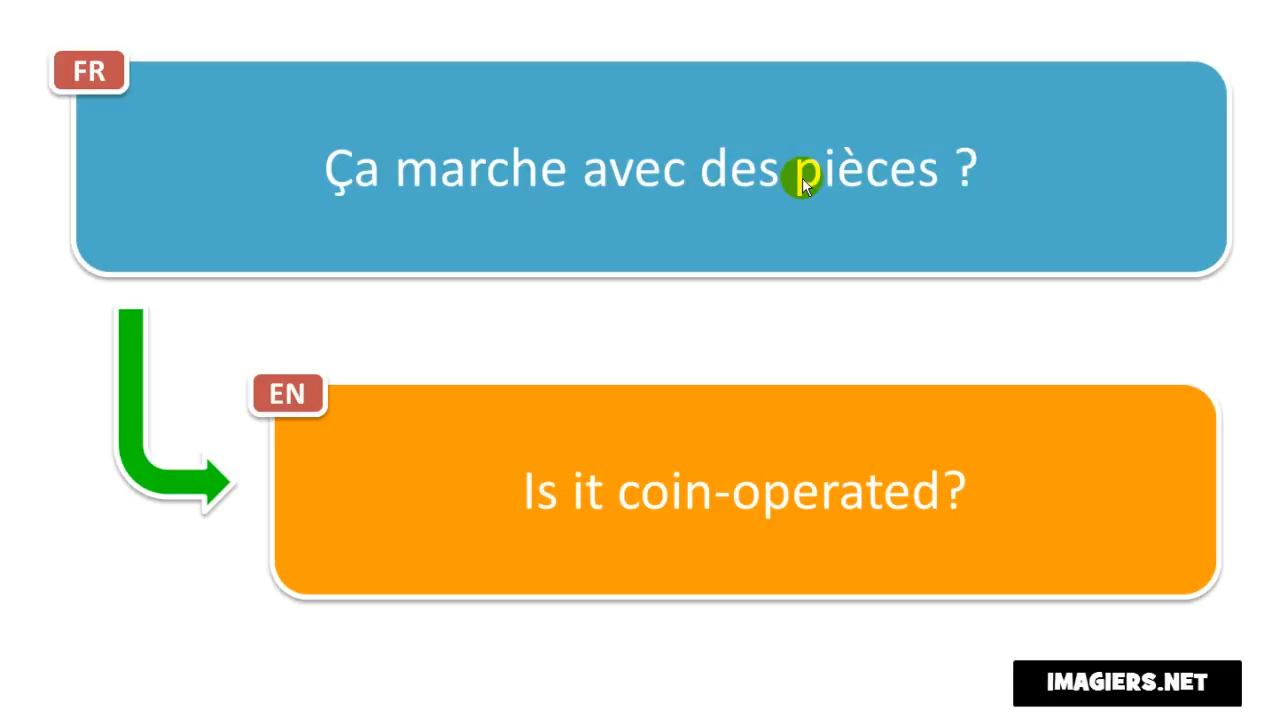 FR
Ça marche avec des pièces ?
EN
Is it coin-operated?
IMAGIERS.NET